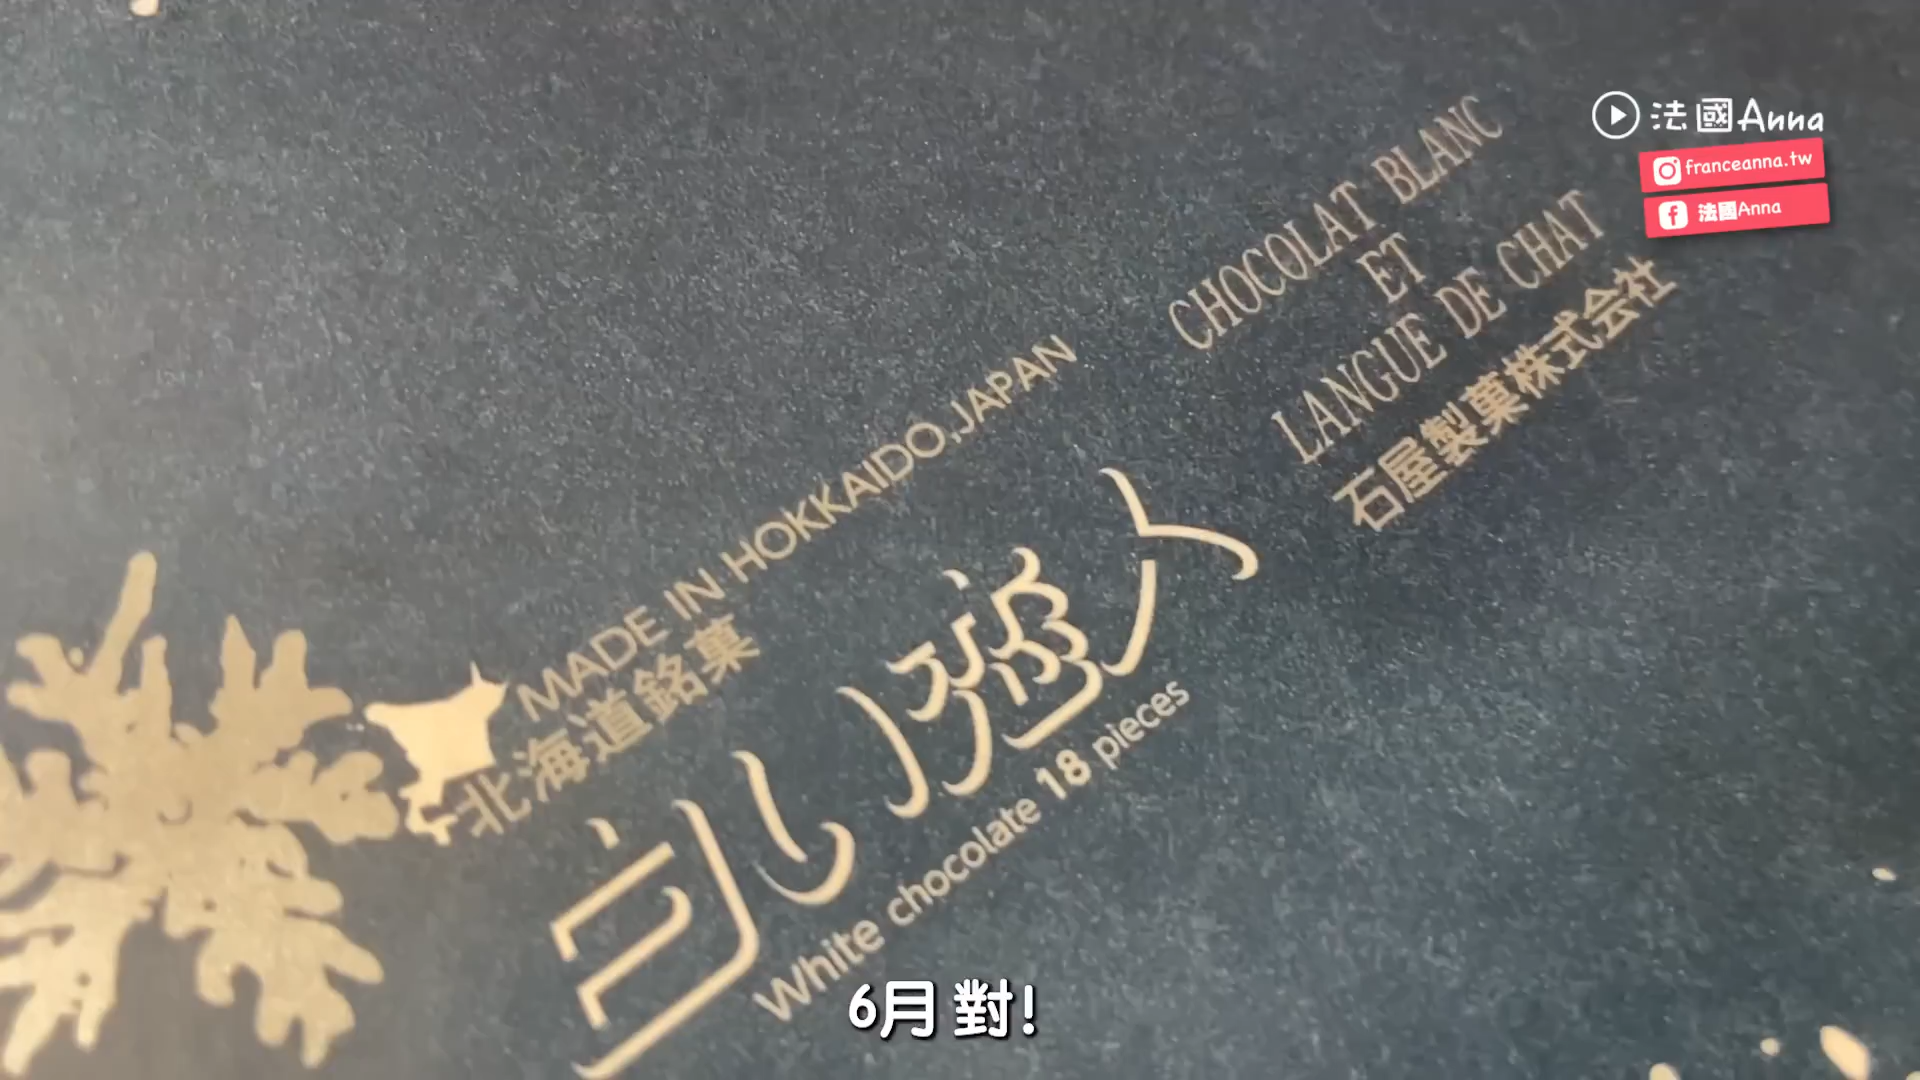 法國Anna
franceanna.tw
法國Anna
CHOCOLAT BLANC
ET
LANGUE DE CHAT
石屋製菓株式会社
MADE IN HOKKAIDO,JAPAN
北海道銘菓
白い恋人
White chocolate 18 pieces
6月 對!